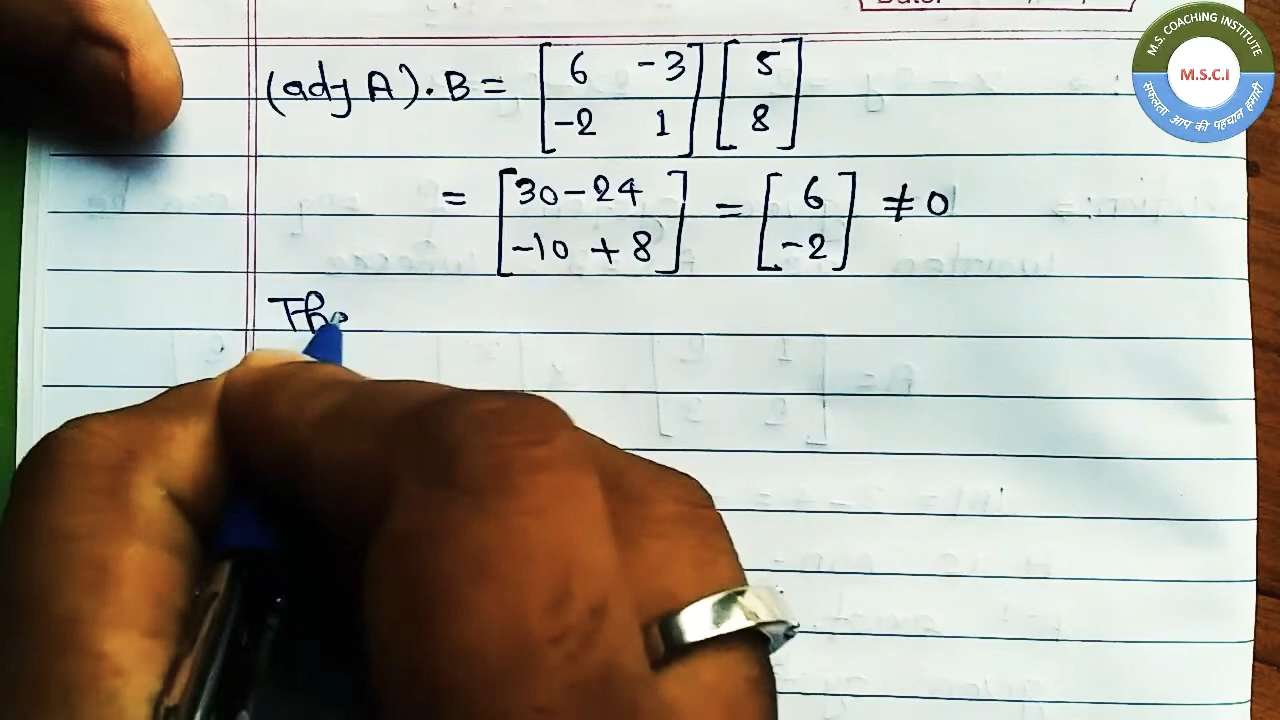 M.S. COACHING INSTITUTE
M.S.C.I
सफलता आप की पहचान हमारी
(adj A). B = [6 -3] [5]
[-2 1] [8]
= [30-24] = [6] ≠ 0
[-10 + 8] [-2]
The